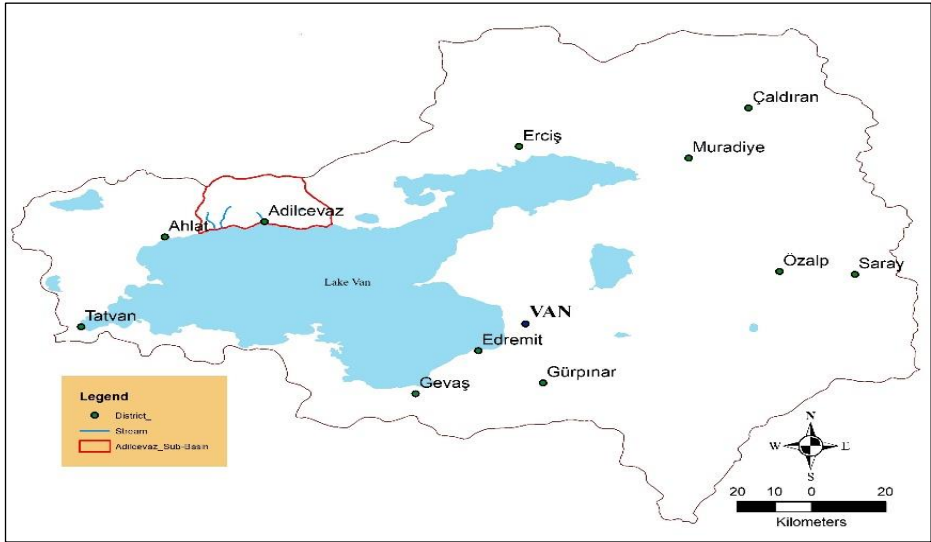 Çaldıran
Erciş
Muradiye
Adilcevaz
Ahlat
Özalp
Saray
Lake Van
VAN
Tatvan
Edremit
Gürpınar
Gevaş
Legend
District_
Stream
Adilcevaz_Sub-Basin
N
W E
S
20 10 0 20
Kilometers